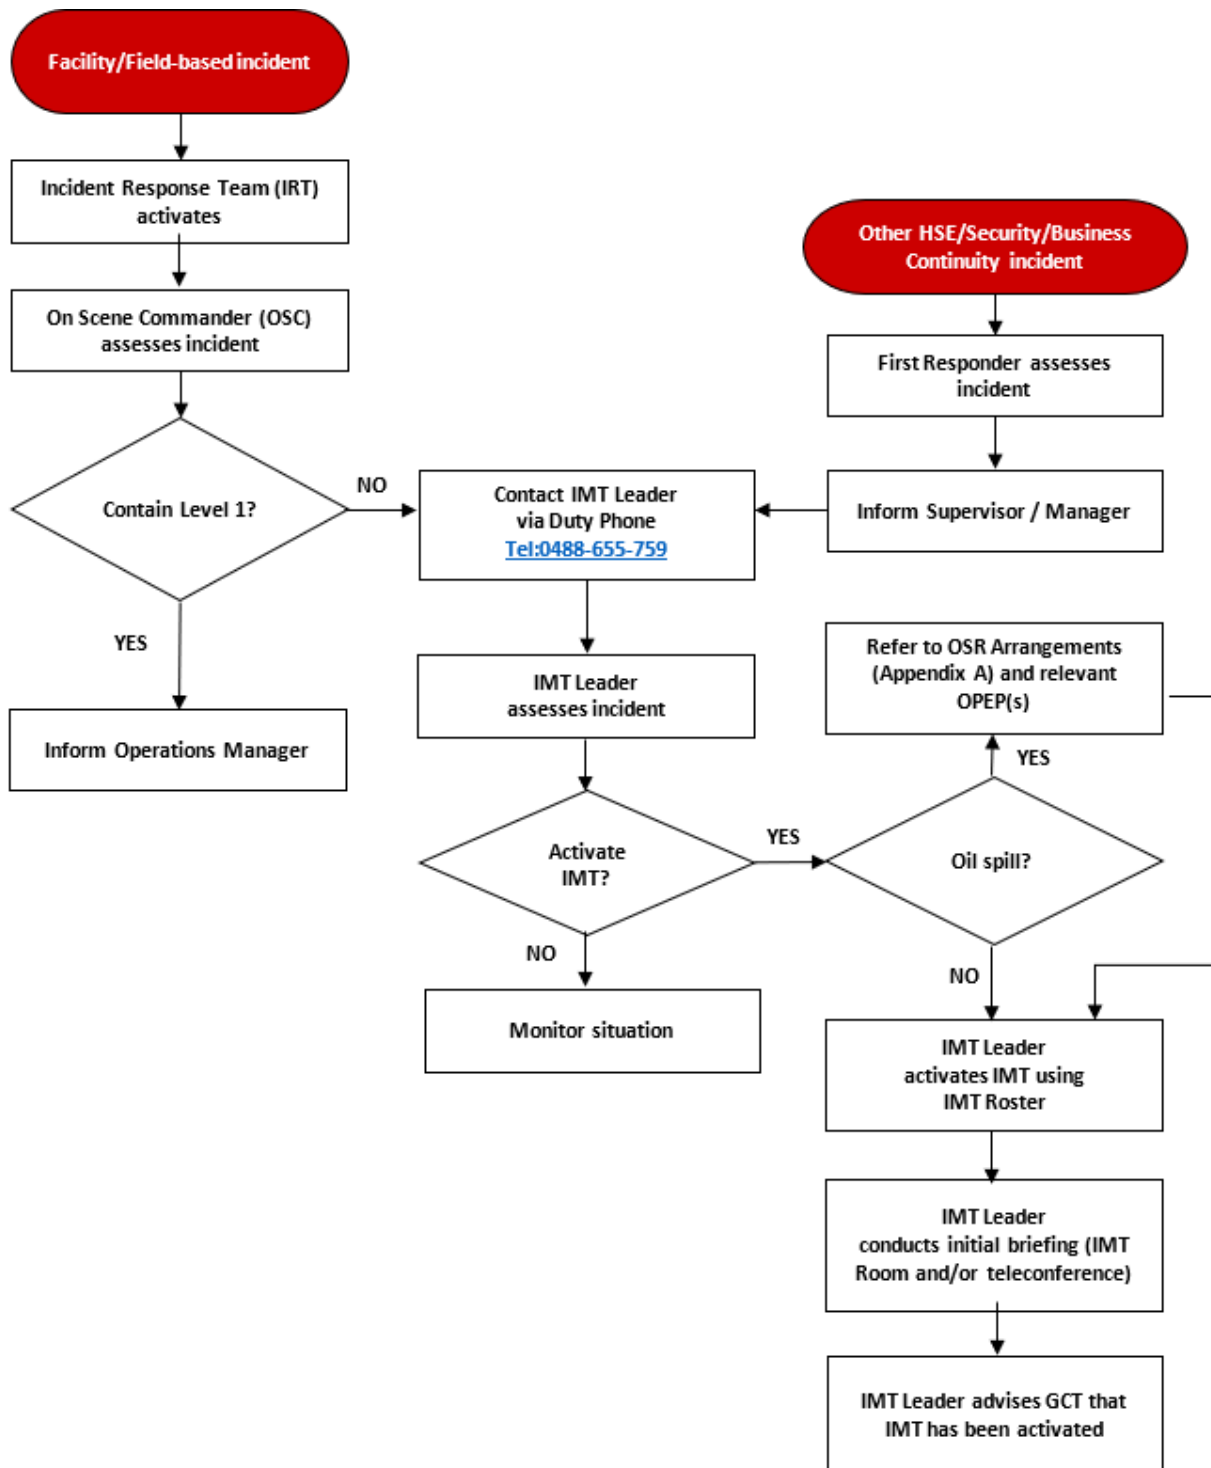 Facility/Field-based incident
Incident Response Team (IRT)
activates
On Scene Commander (OSC)
assesses incident
Contain Level 1?
NO
YES
Inform Operations Manager
Other HSE/Security/Business
Continuity incident
First Responder assesses
incident
Inform Supervisor / Manager
Contact IMT Leader
via Duty Phone
Tel:0488-655-759
IMT Leader
assesses incident
Activate
IMT?
YES
NO
Monitor situation
Refer to OSR Arrangements
(Appendix A) and relevant
OPEP(s)
YES
Oil spill?
NO
IMT Leader
activates IMT using
IMT Roster
IMT Leader
conducts initial briefing (IMT
Room and/or teleconference)
IMT Leader advises GCT that
IMT has been activated